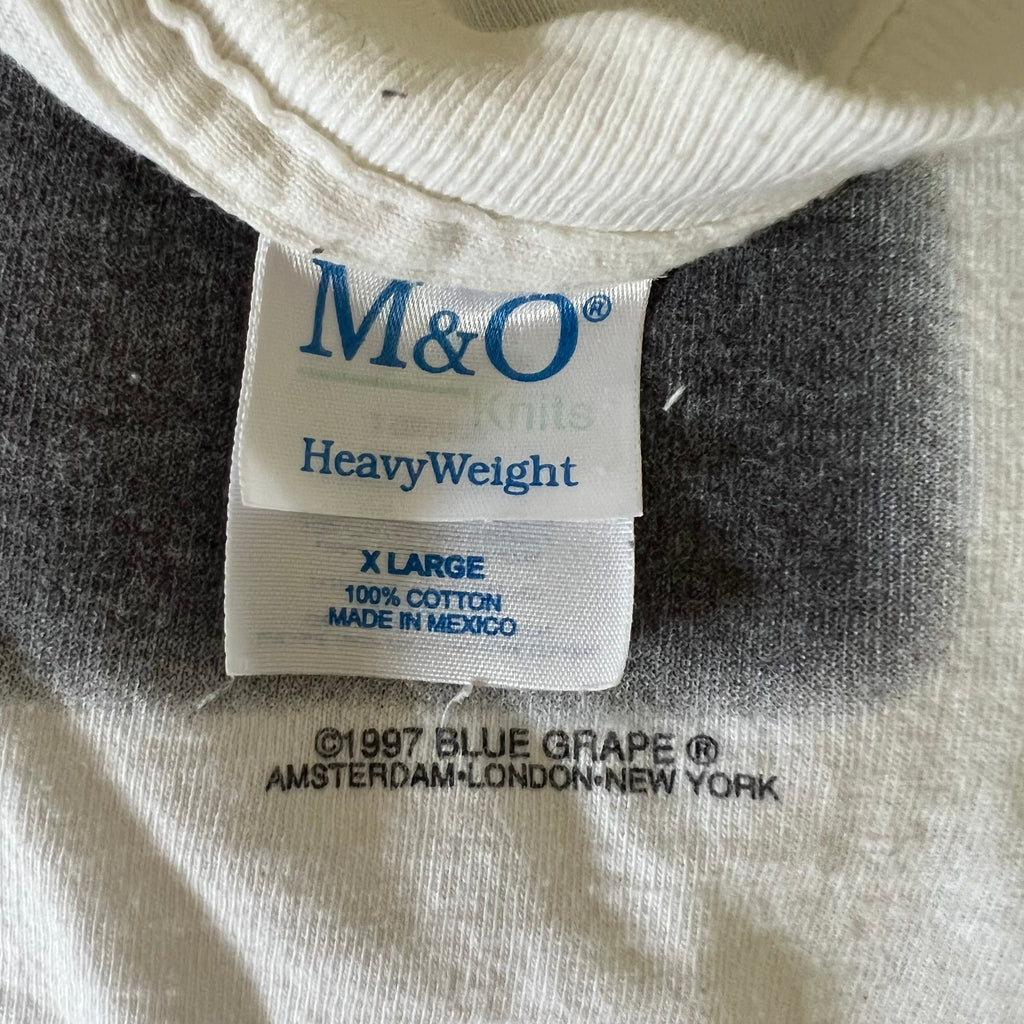 M&O®
Knits
HeavyWeight
X LARGE
100% COTTON
MADE IN MEXICO
©1997 BLUE GRAPE ®
AMSTERDAM•LONDON•NEW YORK